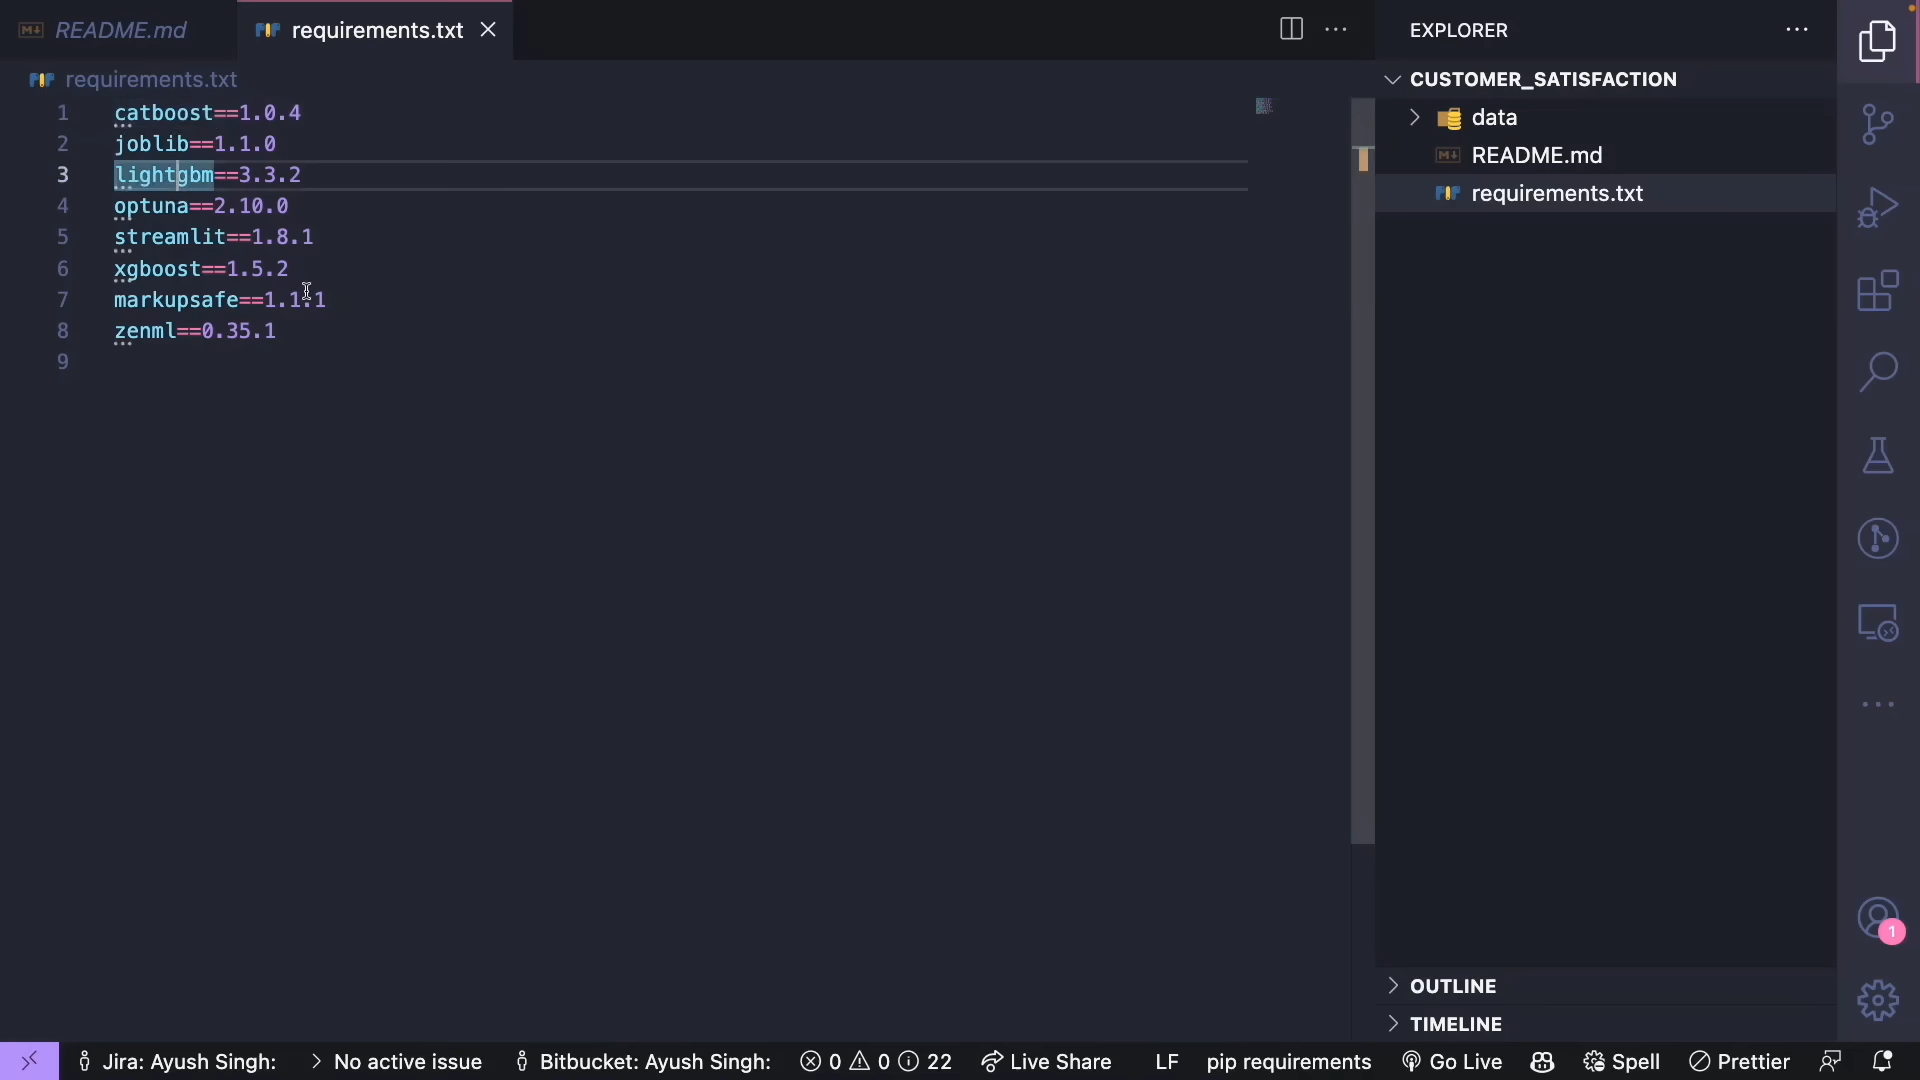 README.md
requirements.txt
requirements.txt
1 catboost==1.0.4
2 joblib==1.1.0
3 lightgbm==3.3.2
4 optuna==2.10.0
5 streamlit==1.8.1
6 xgboost==1.5.2
7 markupsafe==1.1.1
8 zenml==0.35.1
9
EXPLORER
CUSTOMER_SATISFACTION
data
README.md
requirements.txt
OUTLINE
TIMELINE
1
Jira: Ayush Singh: No active issue Bitbucket: Ayush Singh: 0 0 22 Live Share LF pip requirements Go Live Spell Prettier